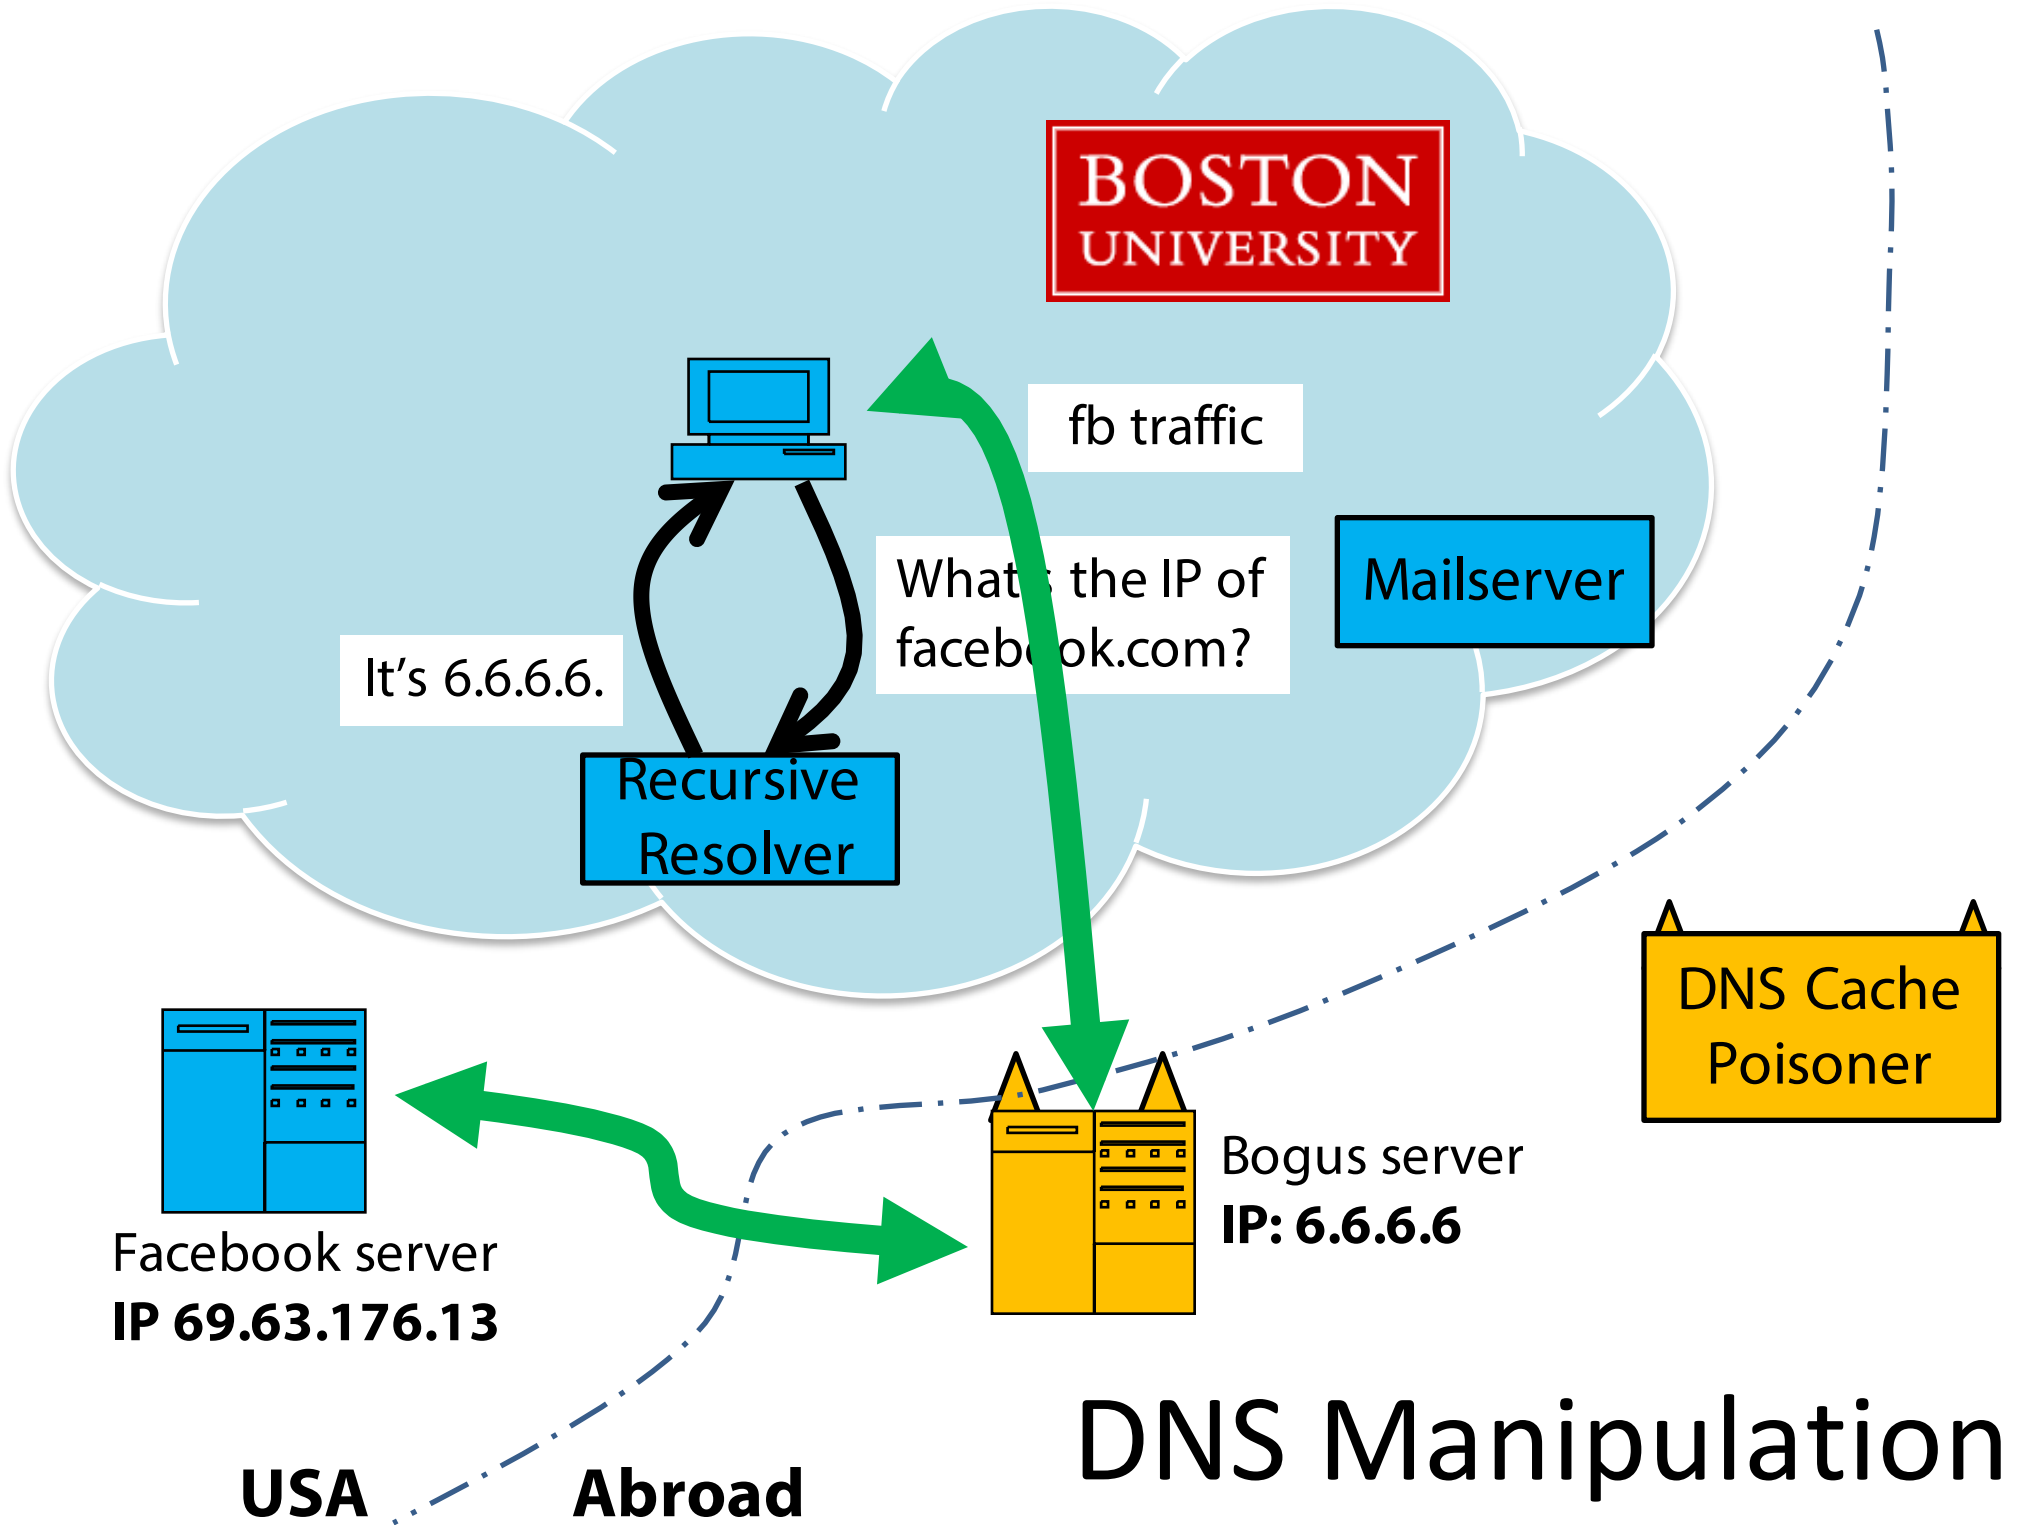 BOSTON
UNIVERSITY
fb traffic
What's the IP of
facebook.com?
Mailserver
It’s 6.6.6.6.
Recursive
Resolver
DNS Cache
Poisoner
Bogus server
IP: 6.6.6.6
Facebook server
IP 69.63.176.13
DNS Manipulation
USA
Abroad